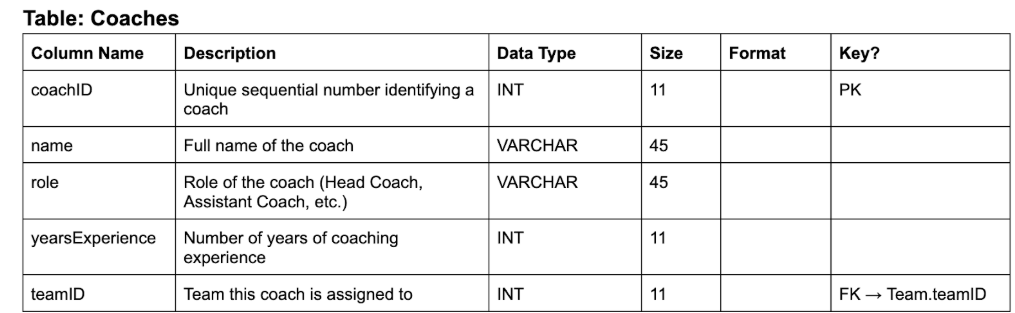 Table: Coaches
Column Name Description Data Type Size Format Key?
coachID Unique sequential number identifying a INT 11 PK
coach
name Full name of the coach VARCHAR 45
role Role of the coach (Head Coach, VARCHAR 45
Assistant Coach, etc.)
yearsExperience Number of years of coaching INT 11
experience
teamID Team this coach is assigned to INT 11 FK → Team.teamID